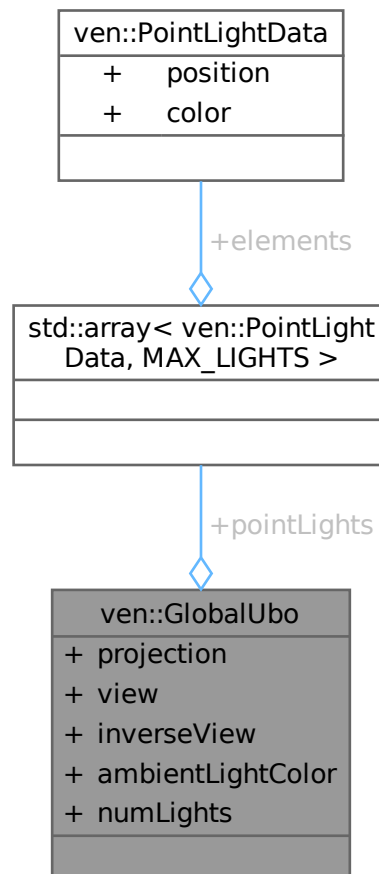 ven::PointLightData
+ position
+ color
+elements
std::array< ven::PointLight
Data, MAX_LIGHTS >
+pointLights
ven::GlobalUbo
+ projection
+ view
+ inverseView
+ ambientLightColor
+ numLights